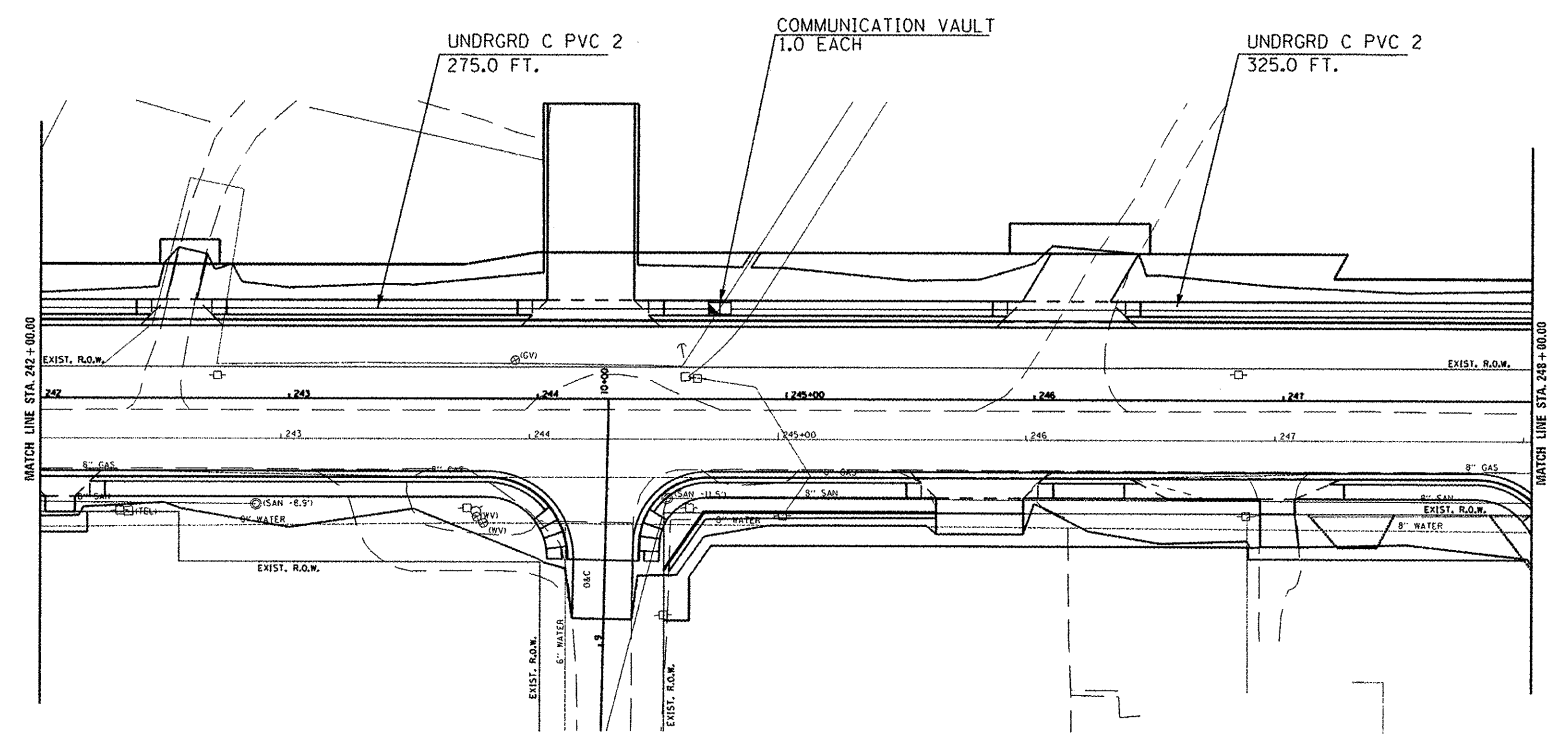 COMMUNICATION VAULT
1.0 EACH
UNDRGRD C PVC 2
275.0 FT.
UNDRGRD C PVC 2
325.0 FT.
MATCH LINE STA. 242+00.00
MATCH LINE STA. 248+00.00
EXIST. R.O.W.
(GV)
EXIST. R.O.W.
10+00
242
243
244
245+00
246
247
243
244
245+00
246
247
8" GAS
8" GAS
8" GAS
8" GAS
8" SAN
(SAN -8.9')
(SAN -11.5')
8" SAN
8" SAN
(TEL)
(WV)
(WV)
EXIST. R.O.W.
8" WATER
8" WATER
EXIST. R.O.W.
O&C
9
6" WATER
EXIST. R.O.W.
EXIST. R.O.W.